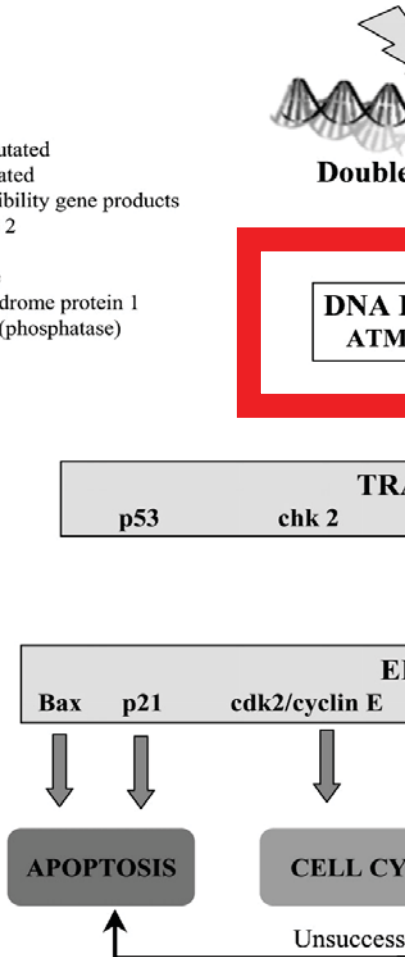 utated
ated
ibility gene products
2
drome protein 1
(phosphatase)
Double
DNA
ATM
TRA
p53 chk 2
Bax p21 cdk2/cyclin E
APOPTOSIS CELL CY
Unsuccess